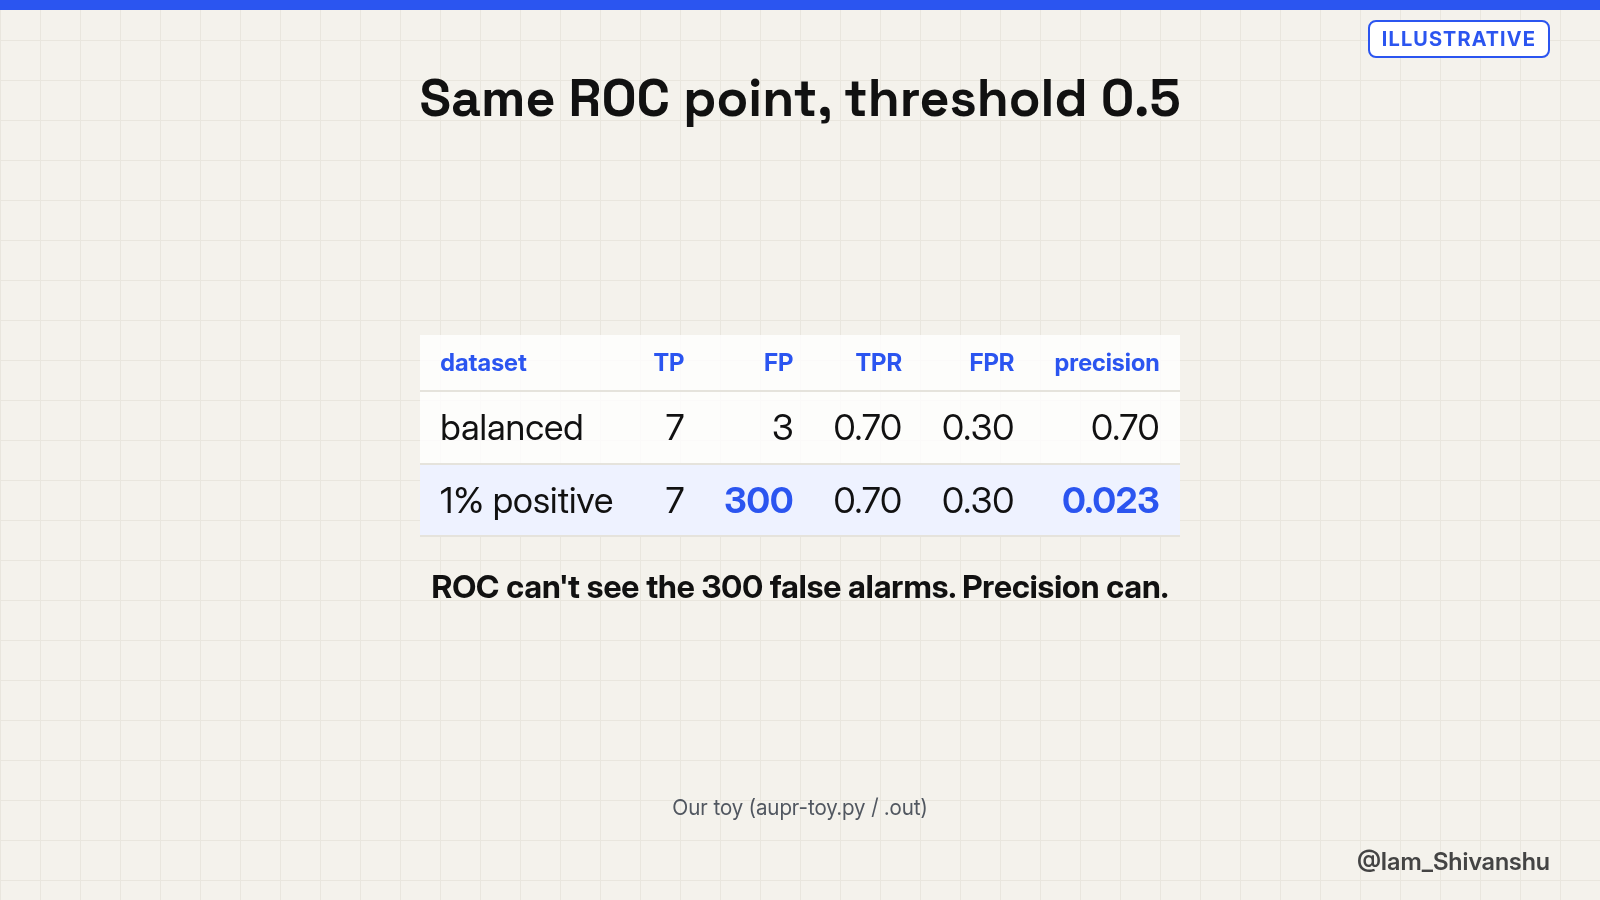 ILLUSTRATIVE
Same ROC point, threshold 0.5
dataset TP FP TPR FPR precision
balanced 7 3 0.70 0.30 0.70
1% positive 7 300 0.70 0.30 0.023
ROC can't see the 300 false alarms. Precision can.
Our toy (aupr-toy.py / .out)
@Iam_Shivanshu